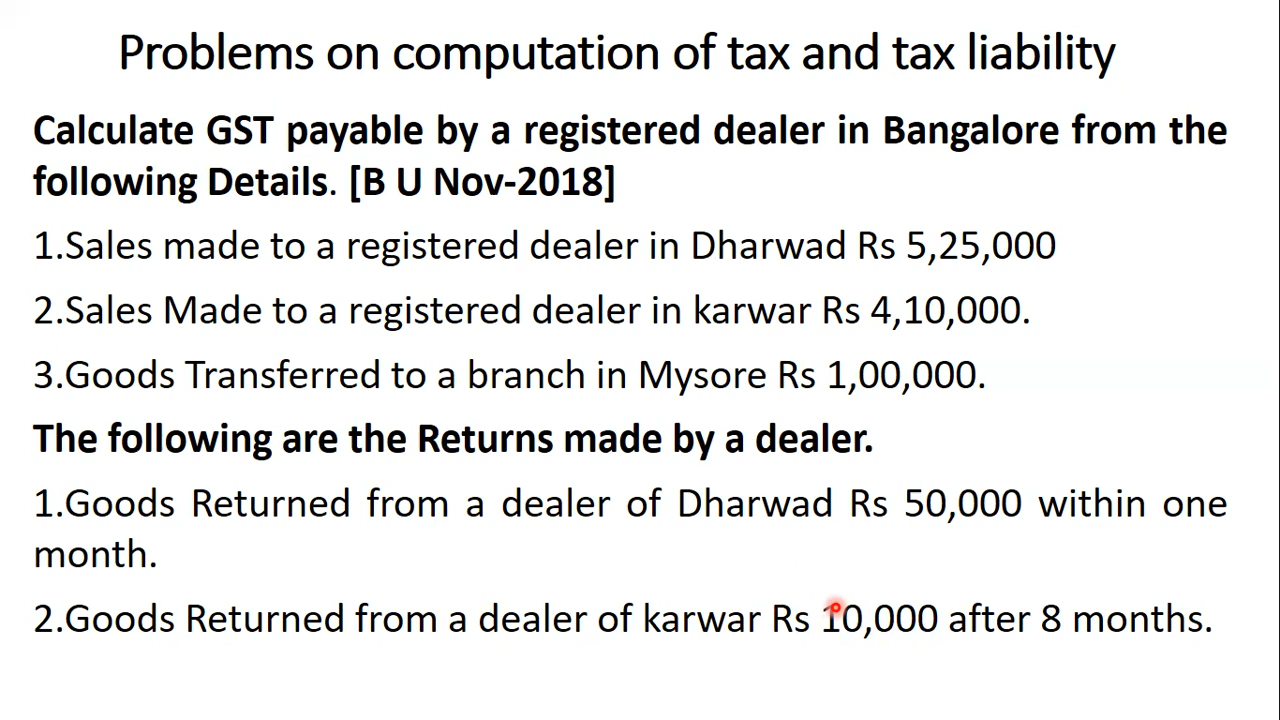 Problems on computation of tax and tax liability
Calculate GST payable by a registered dealer in Bangalore from the
following Details. [B U Nov-2018]
1.Sales made to a registered dealer in Dharwad Rs 5,25,000
2.Sales Made to a registered dealer in karwar Rs 4,10,000.
3.Goods Transferred to a branch in Mysore Rs 1,00,000.
The following are the Returns made by a dealer.
1.Goods Returned from a dealer of Dharwad Rs 50,000 within one
month.
2.Goods Returned from a dealer of karwar Rs 10,000 after 8 months.